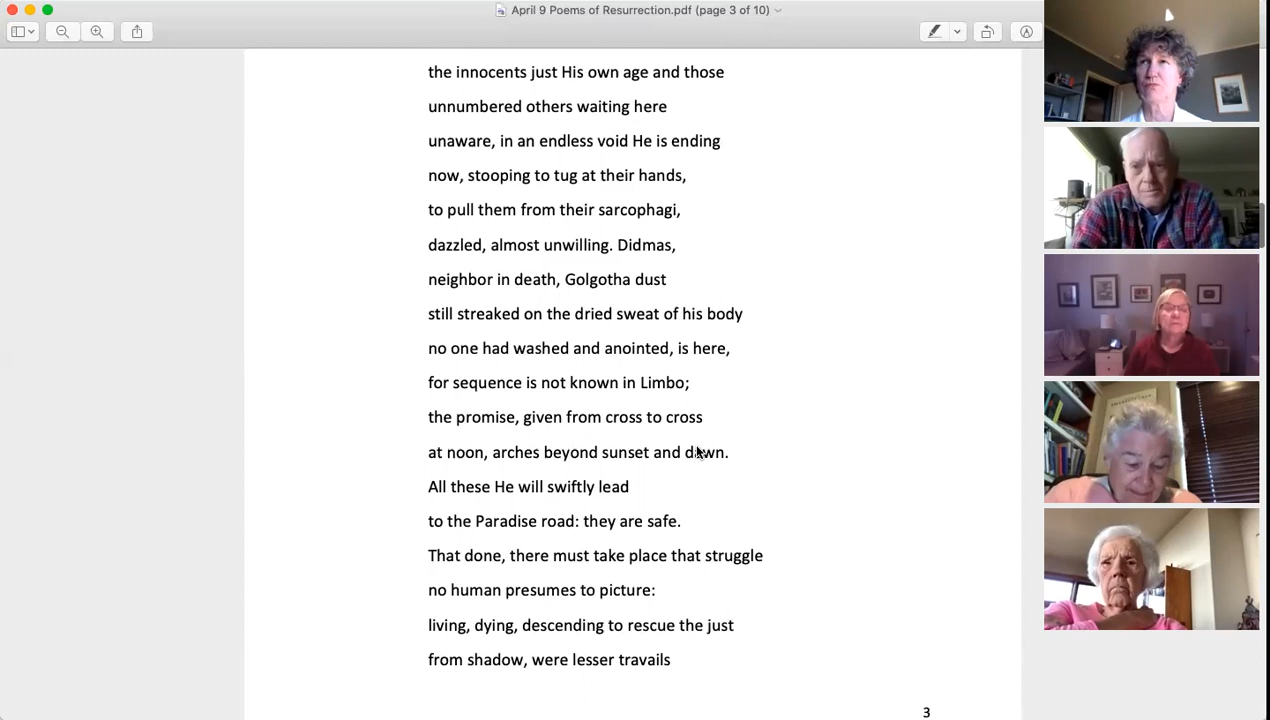 April 9 Poems of Resurrection.pdf (page 3 of 10)
the innocents just His own age and those
unnumbered others waiting here
unaware, in an endless void He is ending
now, stooping to tug at their hands,
to pull them from their sarcophagi,
dazzled, almost unwilling. Didmas,
neighbor in death, Golgotha dust
still streaked on the dried sweat of his body
no one had washed and anointed, is here,
for sequence is not known in Limbo;
the promise, given from cross to cross
at noon, arches beyond sunset and dawn.
All these He will swiftly lead
to the Paradise road: they are safe.
That done, there must take place that struggle
no human presumes to picture:
living, dying, descending to rescue the just
from shadow, were lesser travails
3